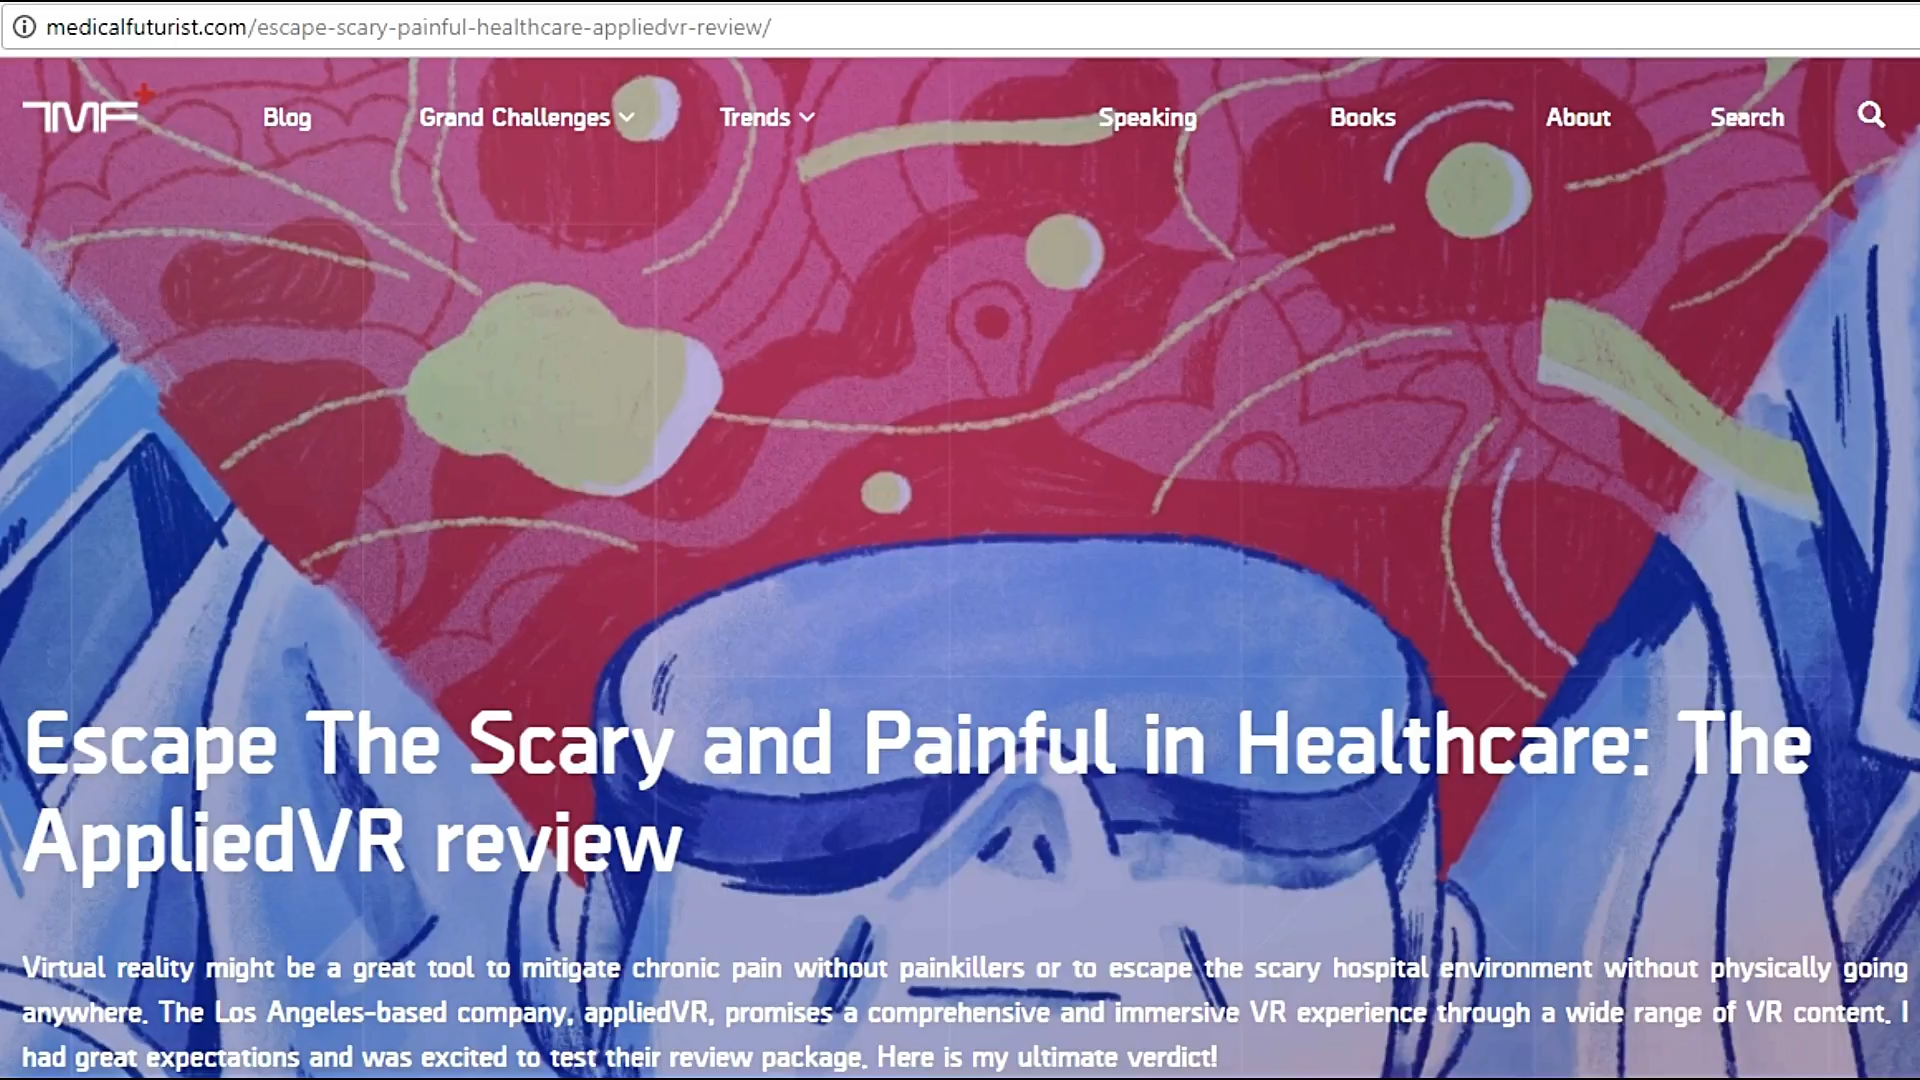 medicalfuturist.com/escape-scary-painful-healthcare-appliedvr-review/
TMF Blog Grand Challenges Trends Speaking Books About Search
Escape The Scary and Painful in Healthcare: The
AppliedVR review
Virtual reality might be a great tool to mitigate chronic pain without painkillers or to escape the scary hospital environment without physically going
anywhere. The Los Angeles-based company, appliedVR, promises a comprehensive and immersive VR experience through a wide range of VR content. I
had great expectations and was excited to test their review package. Here is my ultimate verdict!